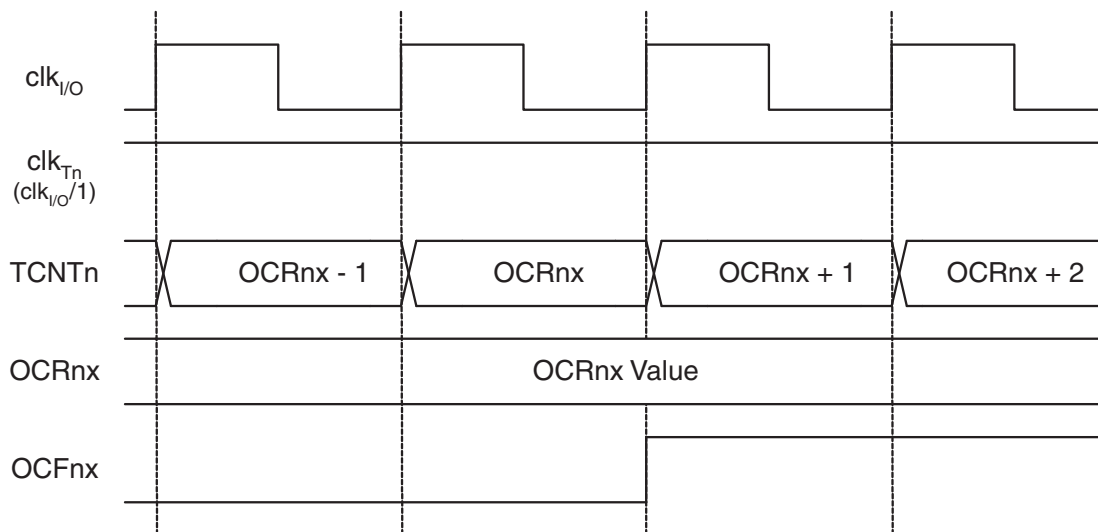 clkI/O
clkTn
(clkI/O/1)
TCNTn OCRnx - 1 OCRnx OCRnx + 1 OCRnx + 2
OCRnx OCRnx Value
OCFnx